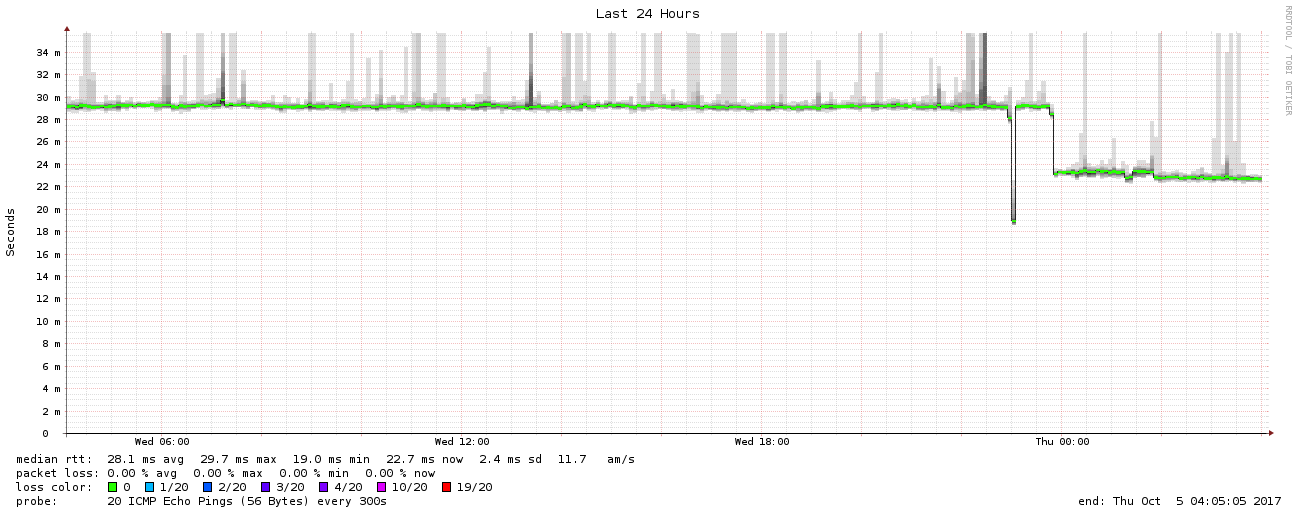 Last 24 Hours
RRDTOOL / TOBI OETIKER
Seconds
34 m
32 m
30 m
28 m
26 m
24 m
22 m
20 m
18 m
16 m
14 m
12 m
10 m
8 m
6 m
4 m
2 m
0
Wed 06:00 Wed 12:00 Wed 18:00 Thu 00:00
median rtt: 28.1 ms avg 29.7 ms max 19.0 ms min 22.7 ms now 2.4 ms sd 11.7 am/s
packet loss: 0.00 % avg 0.00 % max 0.00 % min 0.00 % now
loss color: 0 1/20 2/20 3/20 4/20 10/20 19/20
probe: 20 ICMP Echo Pings (56 Bytes) every 300s end: Thu Oct 5 04:05:05 2017